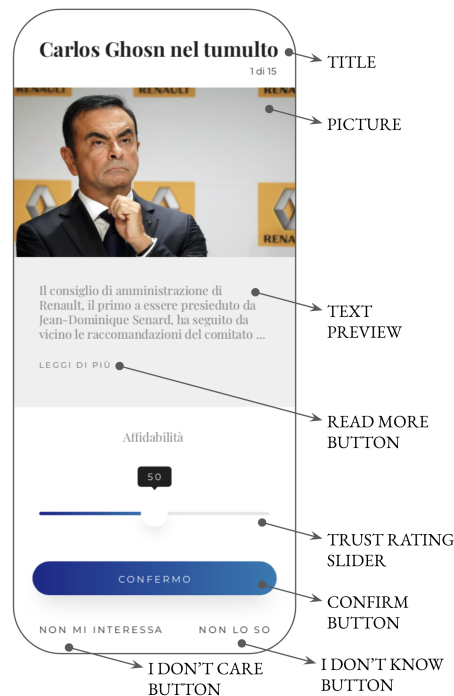 Carlos Ghosn nel tumulto
TITLE
1 di 15
RENAULT
RENAULT
PICTURE
RENA
Il consiglio di amministrazione di
Renault, il primo a essere presieduto da
Jean-Dominique Senard, ha seguito da
vicino le raccomandazioni del comitato ...
TEXT
PREVIEW
LEGGI DI PIÙ
READ MORE
BUTTON
Affidabilità
50
TRUST RATING
SLIDER
CONFERMO
CONFIRM
BUTTON
NON MI INTERESSA
NON LO SO
I DON'T CARE
BUTTON
I DON'T KNOW
BUTTON